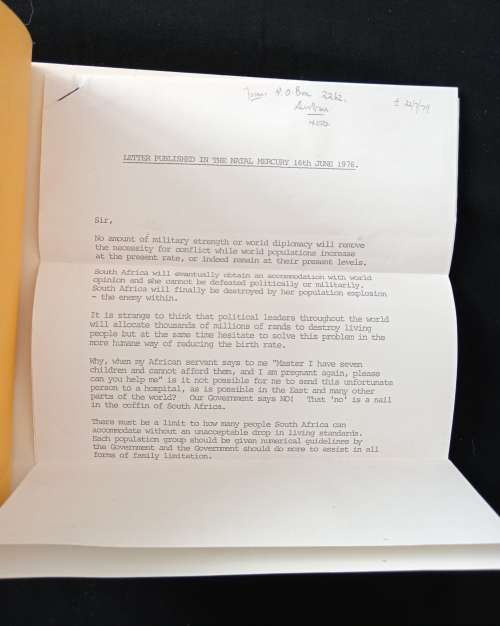 From P.O. Box 2262.
Durban
4000
± 22/7/79
LETTER PUBLISHED IN THE NATAL MERCURY 16th JUNE 1978.
Sir,
No amount of military strength or world diplomacy will remove
the necessity for conflict while world populations increase
at the present rate, or indeed remain at their present levels.
South Africa will eventually obtain an accommodation with world
opinion and she cannot be defeated politically or militarily.
South Africa will finally be destroyed by her population explosion
- the enemy within.
It is strange to think that political leaders throughout the world
will allocate thousands of millions of rands to destroy living
people but at the same time hesitate to solve this problem in the
more humane way of reducing the birth rate.
Why, when my African servant says to me "Master I have seven
children and cannot afford them, and I am pregnant again, please
can you help me" is it not possible for me to send this unfortunate
person to a hospital, as is possible in the East and many other
parts of the world? Our Government says NO! That 'no' is a nail
in the coffin of South Africa.
There must be a limit to how many people South Africa can
accommodate without an unacceptable drop in living standards.
Each population group should be given numerical guidelines by
the Government and the Government should do more to assist in all
forms of family limitation.